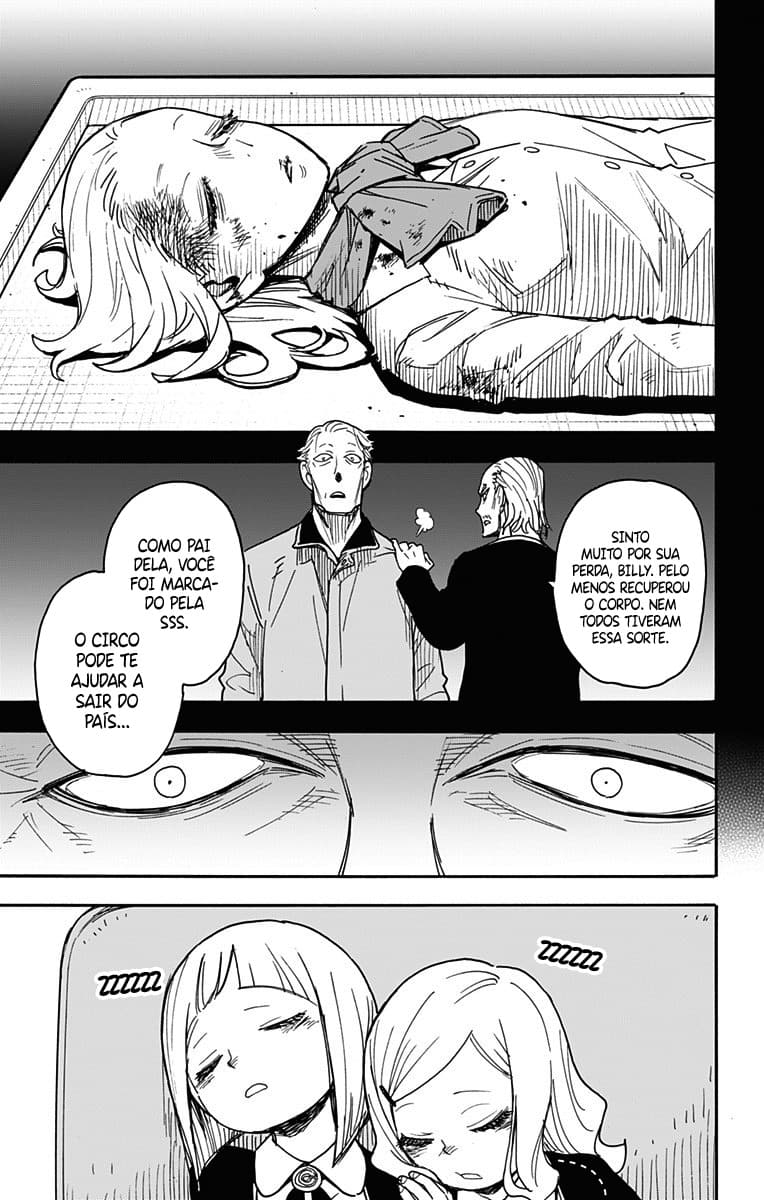 SINTO
MUITO POR SUA
PERDA, BILLY. PELO
MENOS RECUPEROU
O CORPO. NEM
TODOS TIVERAM
ESSA SORTE.
COMO PAI
DELA, VOCÊ
FOI MARCA-
DO PELA
SSS.
O CIRCO
PODE TE
AJUDAR A
SAIR DO
PAÍS...
ZZZZZZ
ZZZZZZ